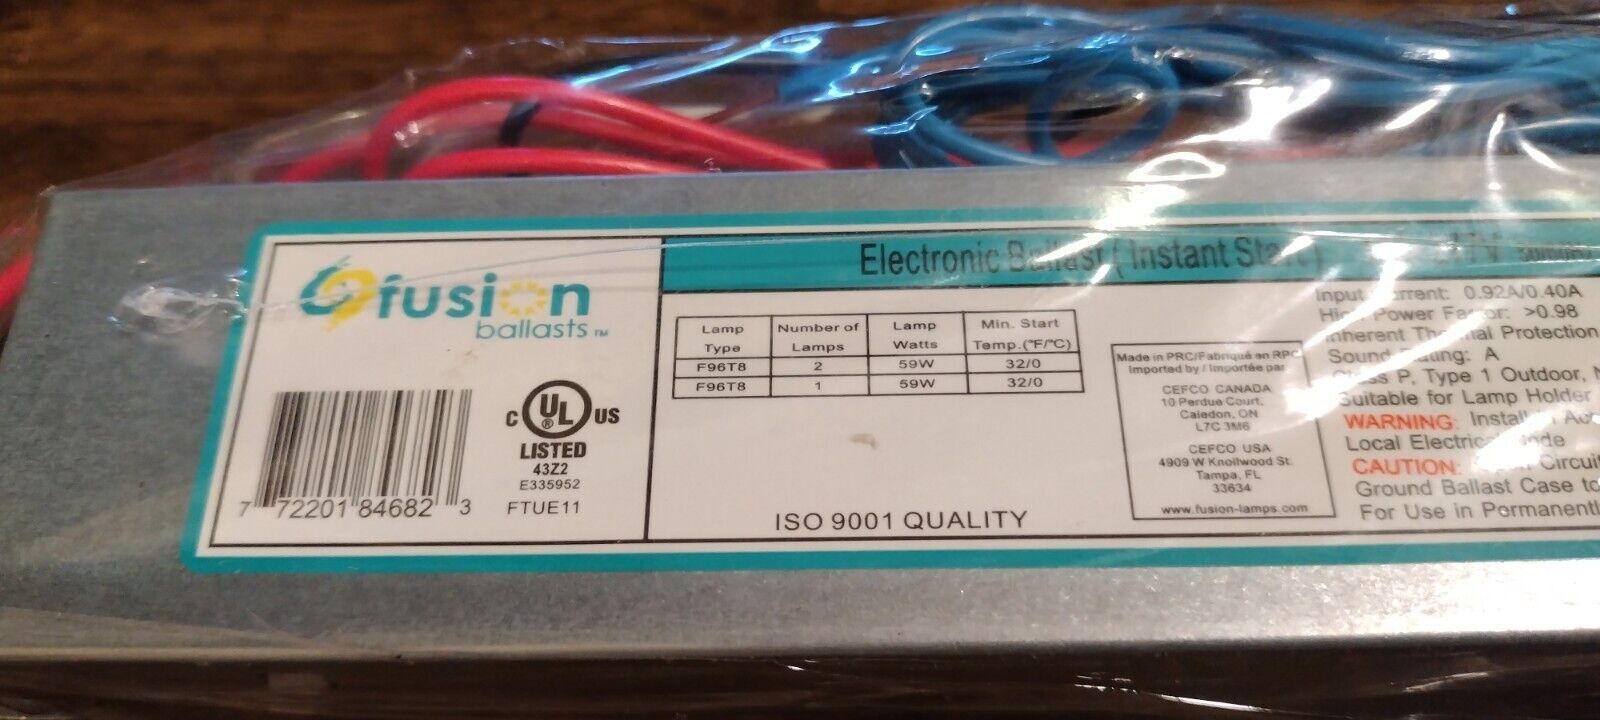 fusion
ballasts TM
C UL US
®
LISTED
43Z2
E335952
FTUE11
7 72201 84682 3
Electronic Ballast (Instant Start)
Lamp Type Number of Lamps Lamp Watts Min. Start Temp.(°F/°C)
F96T8 2 59W 32/0
F96T8 1 59W 32/0
ISO 9001 QUALITY
Made in PRC/Fabriqué en RPC
Imported by / Importée par
CEFCO CANADA
10 Perdue Court,
Caledon, ON
L7C 3M6
CEFCO USA
4909 W Knollwood St.
Tampa, FL
33634
www.fusion-lamps.com
Input Current: 0.92A/0.40A
High Power Factor: >0.98
Inherent Thermal Protection
Sound Rating: A
Class P, Type 1 Outdoor,
Suitable for Lamp Holder
WARNING: Install in
Local Electrical Code
CAUTION: Circuit
Ground Ballast Case to
For Use in Permanentl